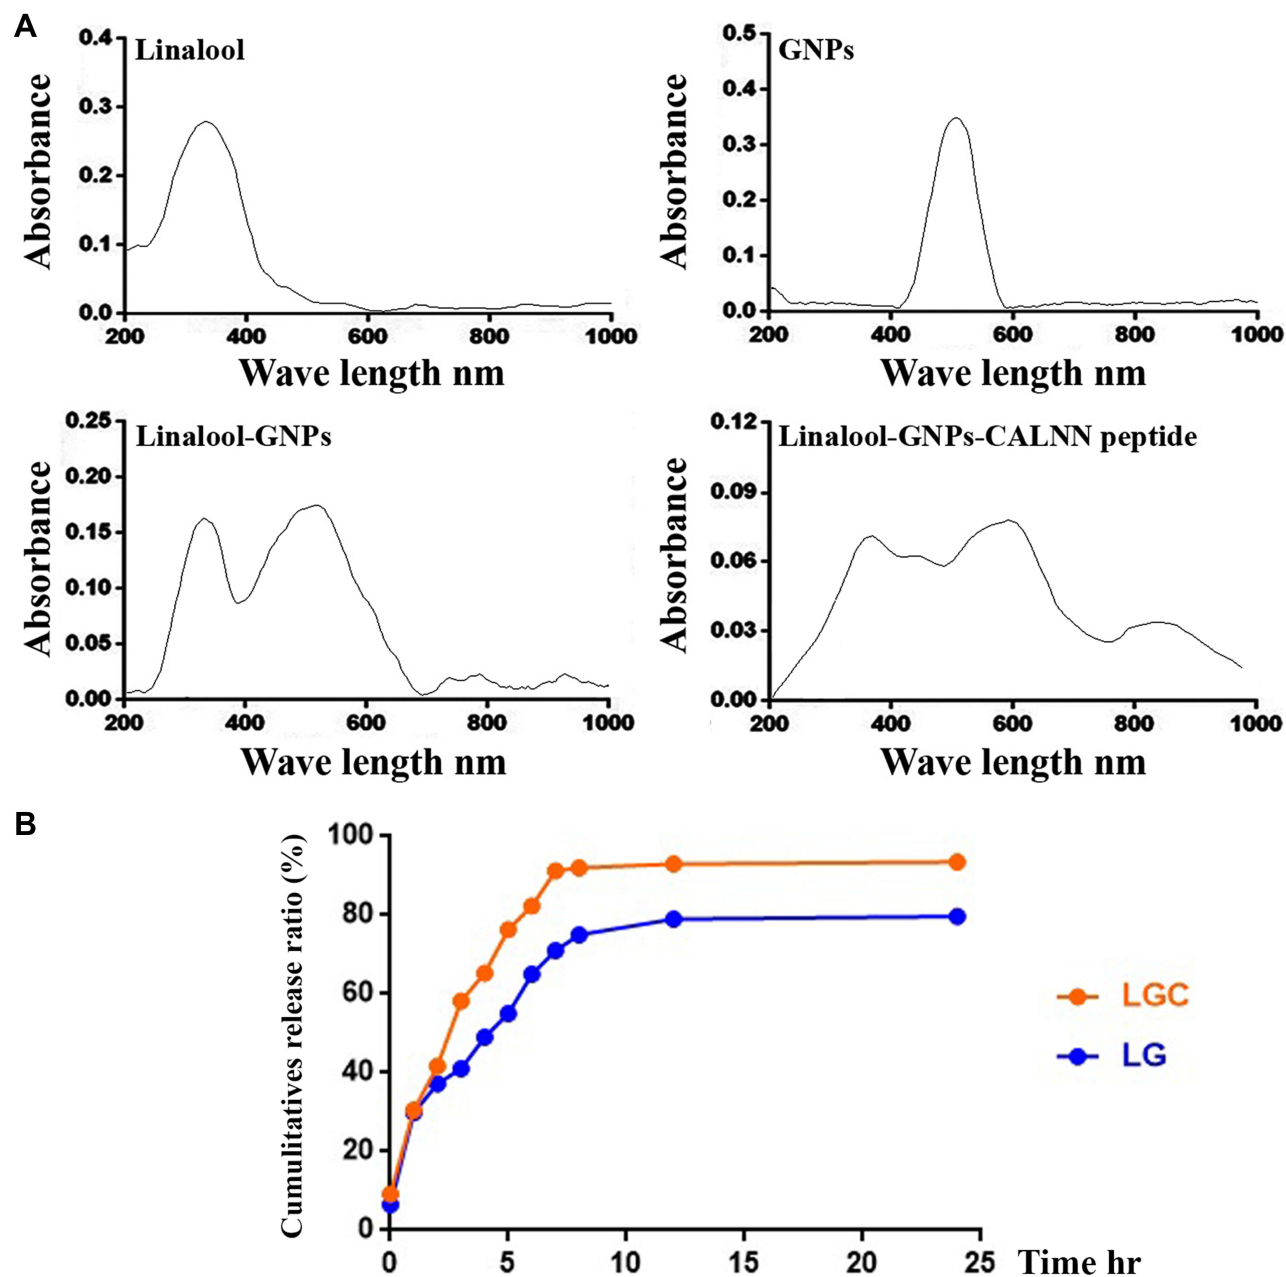 A
Linalool
Absorbance
0.4
0.3
0.2
0.1
0.0
200 400 600 800 1000
Wave length nm
GNPs
Absorbance
0.5
0.4
0.3
0.2
0.1
0.0
200 400 600 800 1000
Wave length nm
Linalool-GNPs
Absorbance
0.25
0.20
0.15
0.10
0.05
0.00
200 400 600 800 1000
Wave length nm
Linalool-GNPs-CALNN peptide
Absorbance
0.12
0.09
0.06
0.03
0.00
200 400 600 800 1000
Wave length nm
B
Cumulitatives release ratio (%)
100
80
60
40
20
0
0 5 10 15 20 25
Time hr
LGC
LG